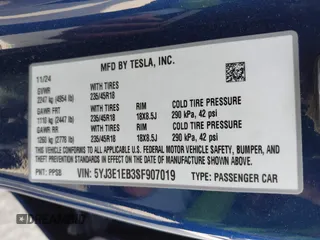 MFD BY TESLA, INC.
11/24
GVWR WITH TIRES
2247 kg (4954 lb) 235/45R18
GAWR FRT WITH TIRES RIM COLD TIRE PRESSURE
1110 kg (2447 lb) 235/45R18 18X8.5J 290 kPa, 42 psi
GAWR RR WITH TIRES RIM COLD TIRE PRESSURE
1260 kg (2778 lb) 235/45R18 18X8.5J 290 kPa, 42 psi
THIS VEHICLE CONFORMS TO ALL APPLICABLE
FEDERAL MOTOR VEHICLE SAFETY, BUMPER, AND
THEFT PREVENTION STANDARDS IN EFFECT ON
THE DATE OF MANUFACTURE SHOWN ABOVE.
PMT: PPSB VIN: 5YJ3E1EB3SF907019 TYPE: PASSENGER CAR